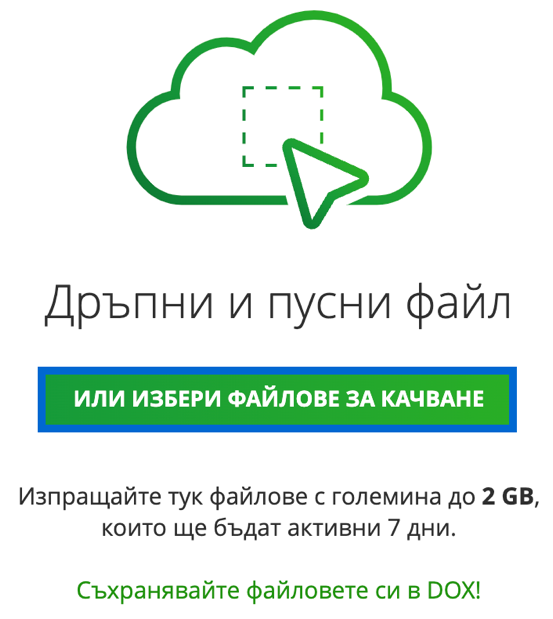 Дръпни и пусни файл
ИЛИ ИЗБЕРИ ФАЙЛОВЕ ЗА КАЧВАНЕ
Изпращайте тук файлове с големина до 2 GB,
които ще бъдат активни 7 дни.
Съхранявайте файловете си в DOX!